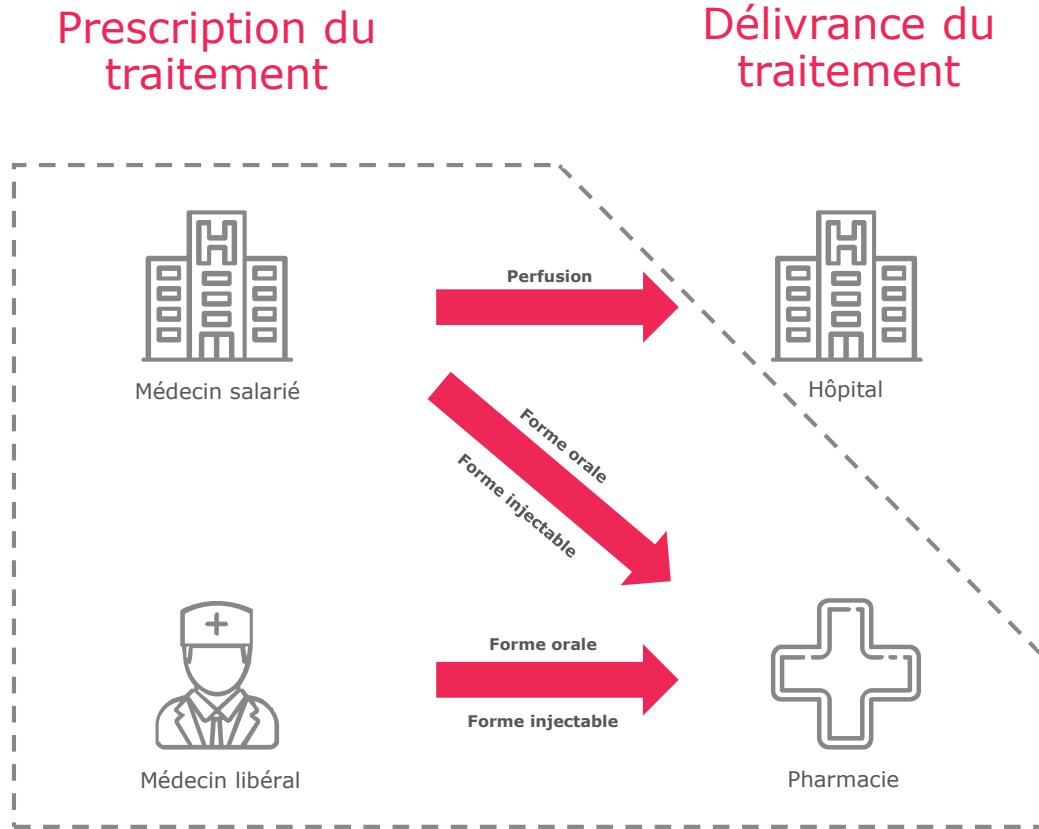 Prescription du
traitement
Délivrance du
traitement
H
H
Perfusion
Médecin salarié
Hôpital
Forme orale
Forme injectable
Forme orale
Forme injectable
Médecin libéral
Pharmacie